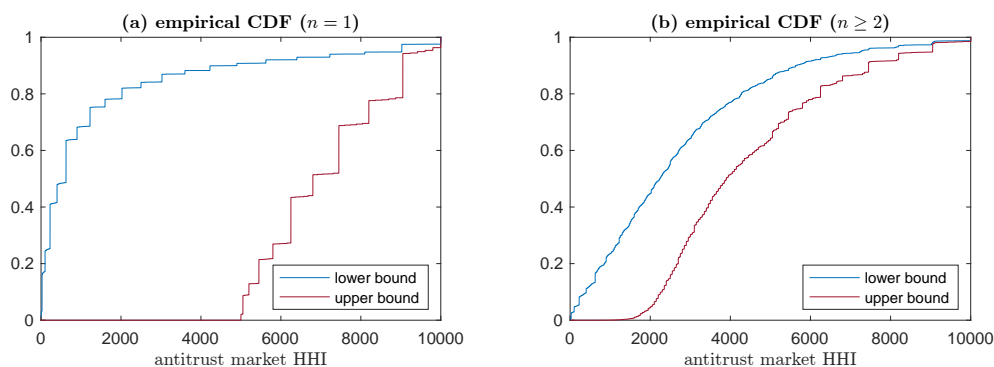 (a) empirical CDF (n = 1)
1
0.8
0.6
0.4
0.2
0
0 2000 4000 6000 8000 10000
antitrust market HHI
lower bound
upper bound
(b) empirical CDF (n ≥ 2)
1
0.8
0.6
0.4
0.2
0
0 2000 4000 6000 8000 10000
antitrust market HHI
lower bound
upper bound